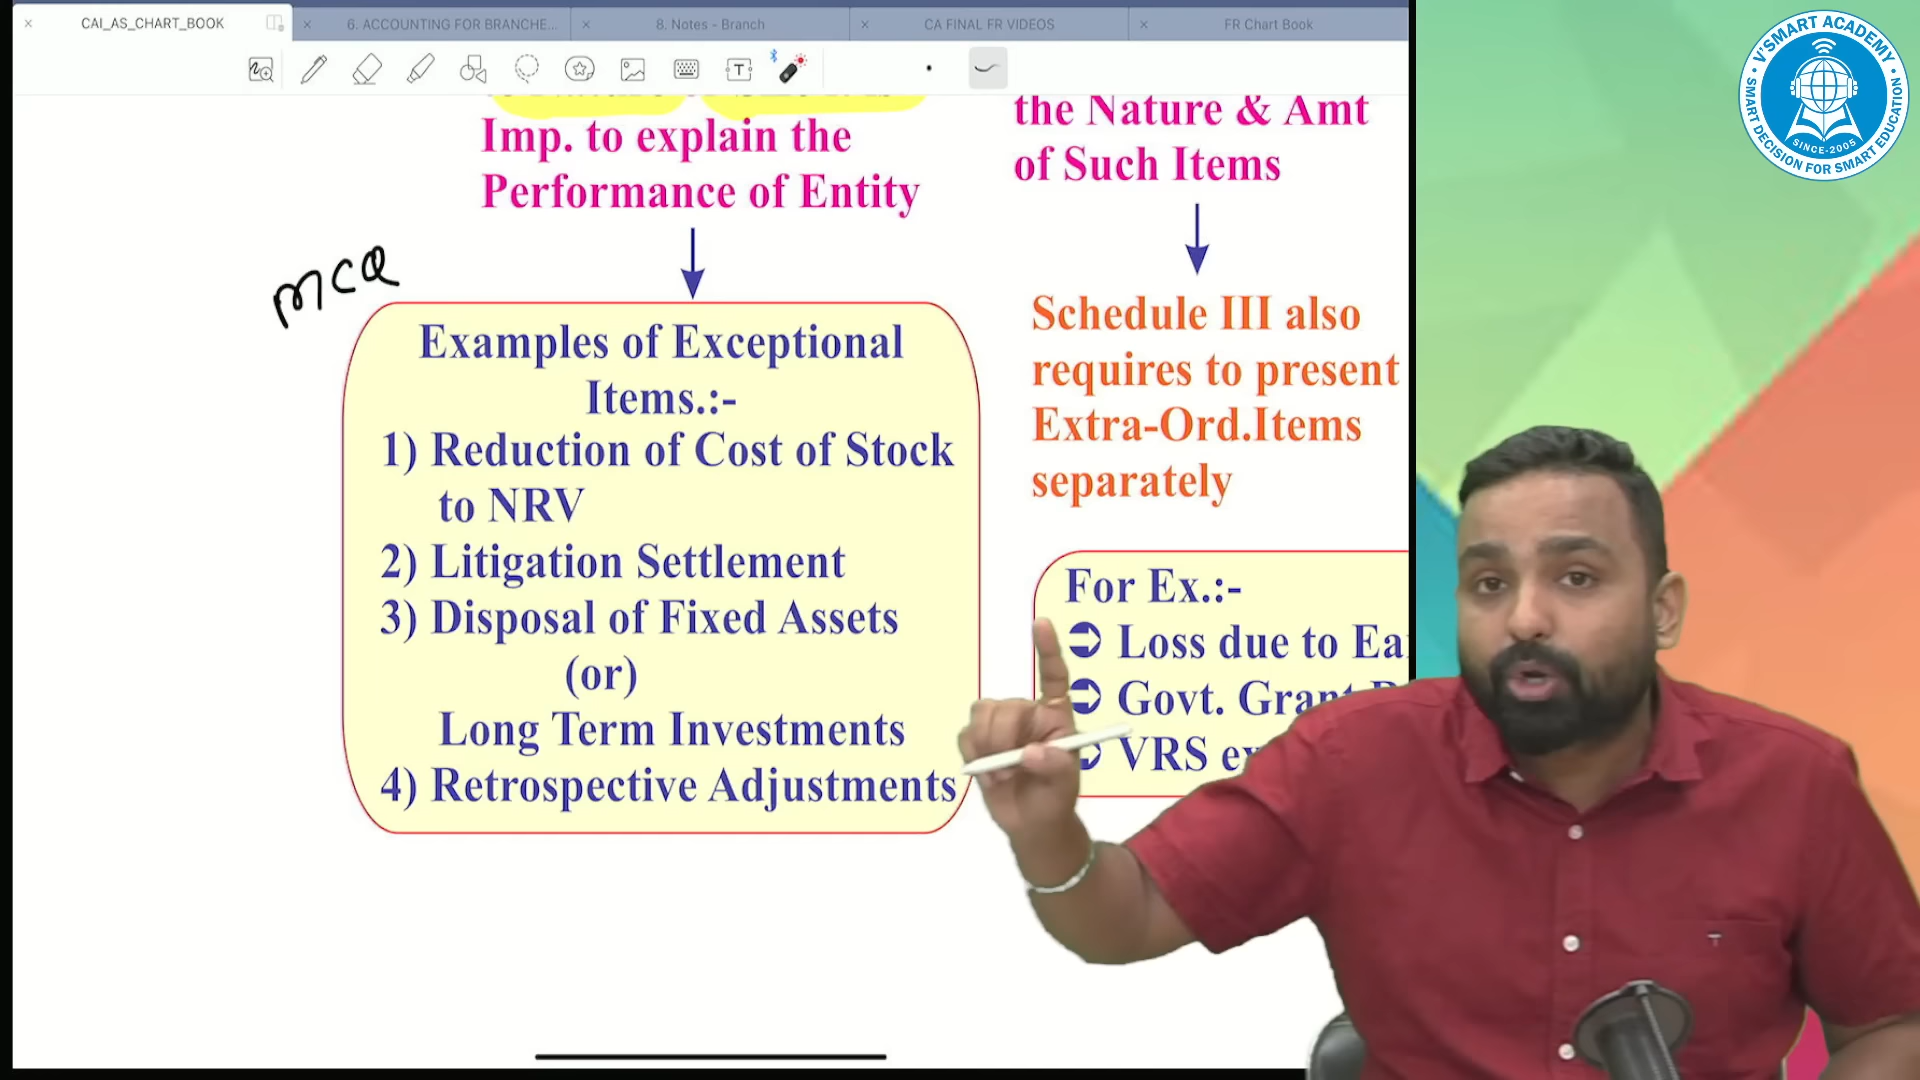 CAI_AS_CHART_BOOK
6. ACCOUNTING FOR BRANCHE...
8. Notes - Branch
CA FINAL FR VIDEOS
FR Chart Book
Imp. to explain the
Performance of Entity
MCQ
Examples of Exceptional
Items.:-
1) Reduction of Cost of Stock
to NRV
2) Litigation Settlement
3) Disposal of Fixed Assets
(or)
Long Term Investments
4) Retrospective Adjustments
the Nature & Amt
of Such Items
Schedule III also
requires to present
Extra-Ord.Items
separately
For Ex.:-
Loss due to
Govt. Grant
VRS
V'SMART ACADEMY
SINCE-2005
SMART DECISION FOR SMART EDUCATION